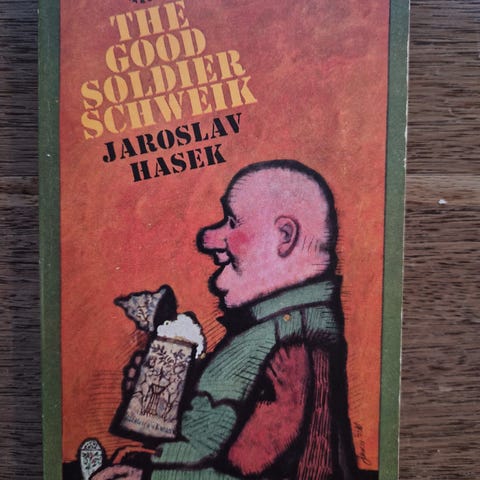 THE
GOOD
SOLDIER
SCHWEIK
JAROSLAV
HASEK